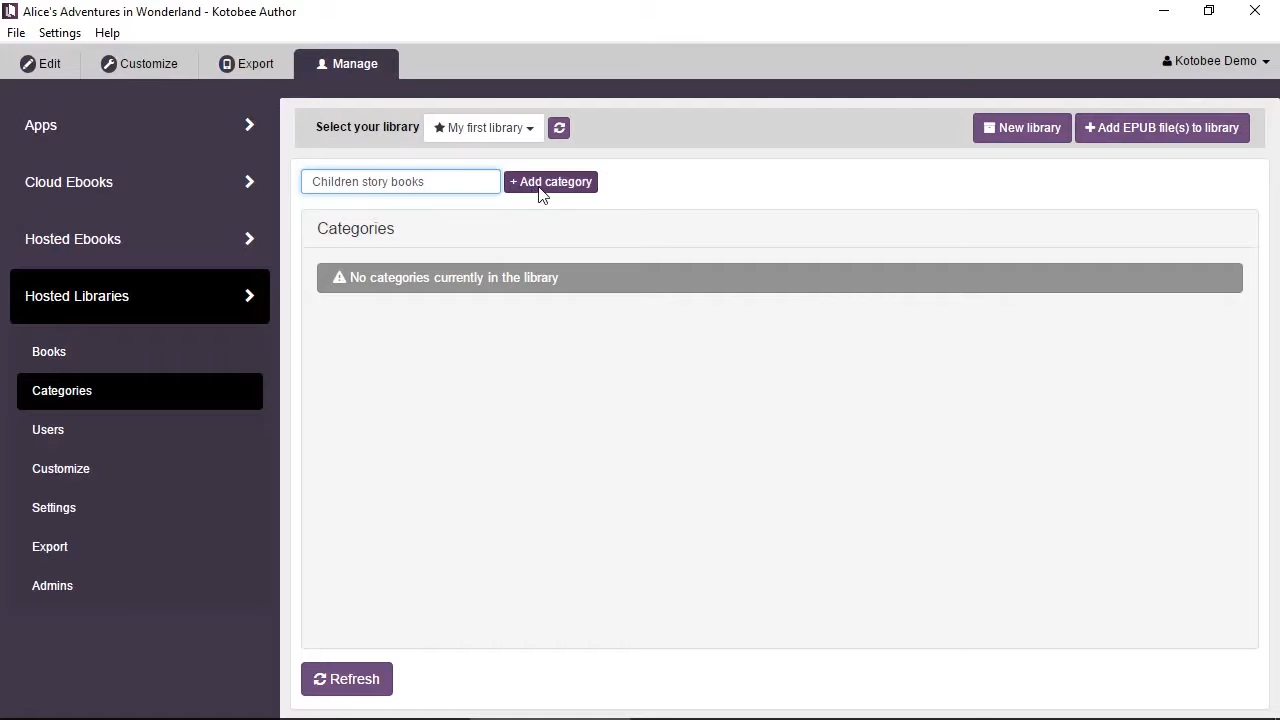 Alice's Adventures in Wonderland - Kotobee Author
File Settings Help
Edit Customize Export Manage Kotobee Demo
Apps
Cloud Ebooks
Hosted Ebooks
Hosted Libraries
Books
Categories
Users
Customize
Settings
Export
Admins
Select your library My first library New library + Add EPUB file(s) to library
Children story books + Add category
Categories
No categories currently in the library
Refresh